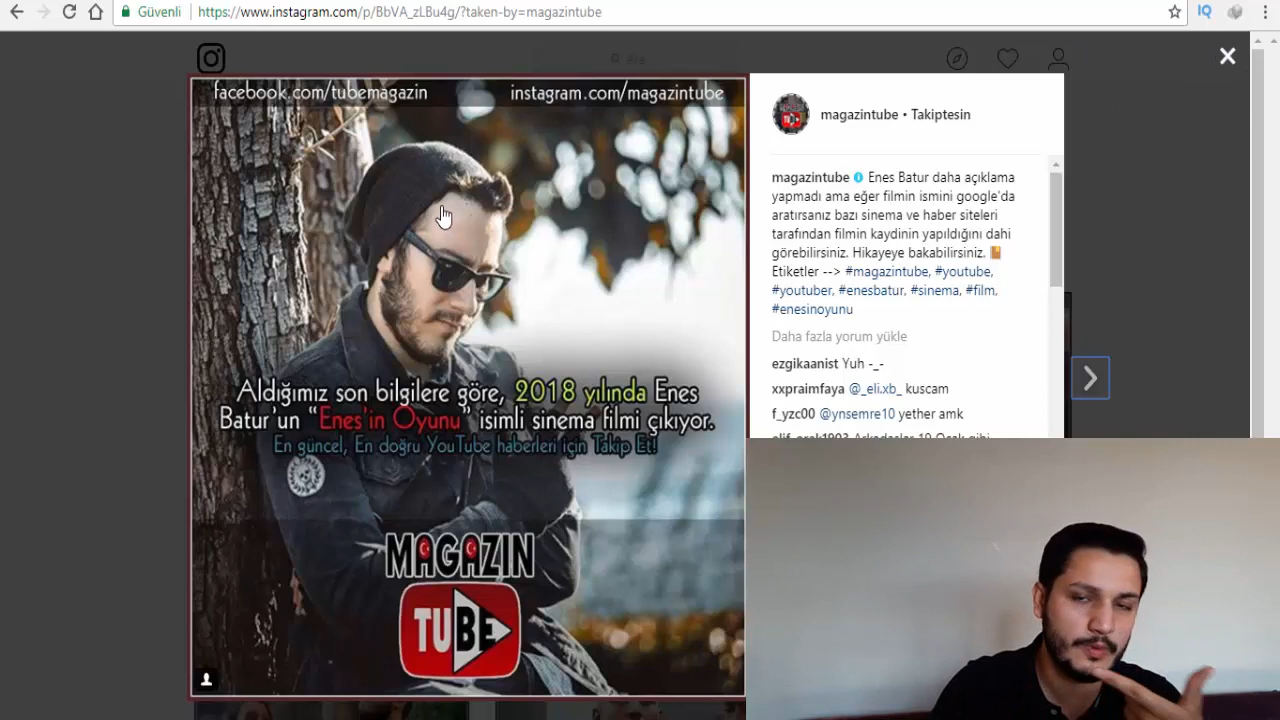 Güvenli
https://www.instagram.com/p/BbVA_zLBu4g/?taken-by=magazintube
Ara
facebook.com/tubemagazin
instagram.com/magazintube
Aldığımız son bilgilere göre, 2018 yılında Enes
Batur'un "Enes'in Oyunu" isimli sinema filmi çıkıyor.
En güncel, En doğru YouTube haberleri için Takip Et!
MAGAZIN
TUBE
magazintube • Takiptesin
magazintube Enes Batur daha açıklama
yapmadı ama eğer filmin ismini google'da
aratırsanız bazı sinema ve haber siteleri
tarafından filmin kaydinin yapıldığını dahi
görebilirsiniz. Hikayeye bakabilirsiniz.
Etiketler --> #magazintube, #youtube,
#youtuber, #enesbatur, #sinema, #film,
#enesinoyunu
Daha fazla yorum yükle
ezgikaanist Yuh -_-
xxpraimfaya @_eli.xb_ kuscam
f_yzc00 @ynsemre10 yether amk